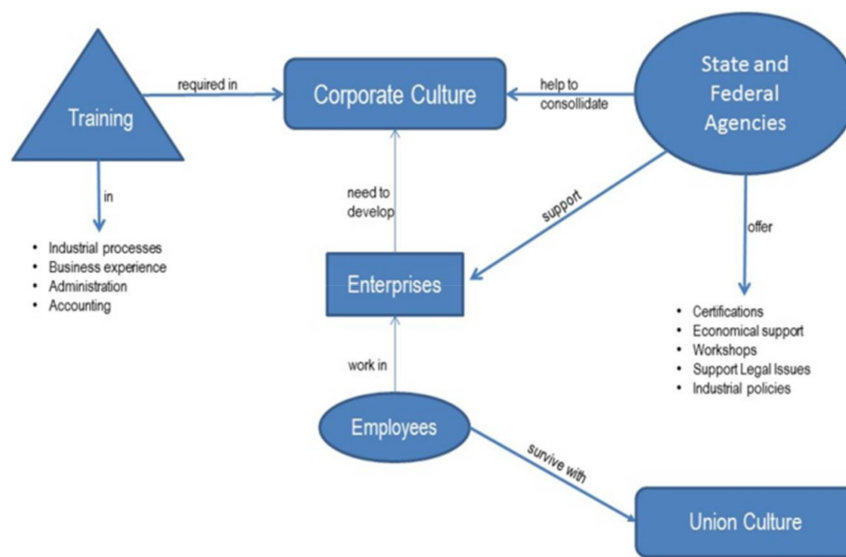 Training
required in
Corporate Culture
help to
consollidate
State and
Federal
Agencies
in
• Industrial processes
• Business experience
• Administration
• Accounting
need to
develop
support
offer
Enterprises
• Certifications
• Economical support
• Workshops
• Support Legal Issues
• Industrial policies
work in
Employees
survive with
Union Culture